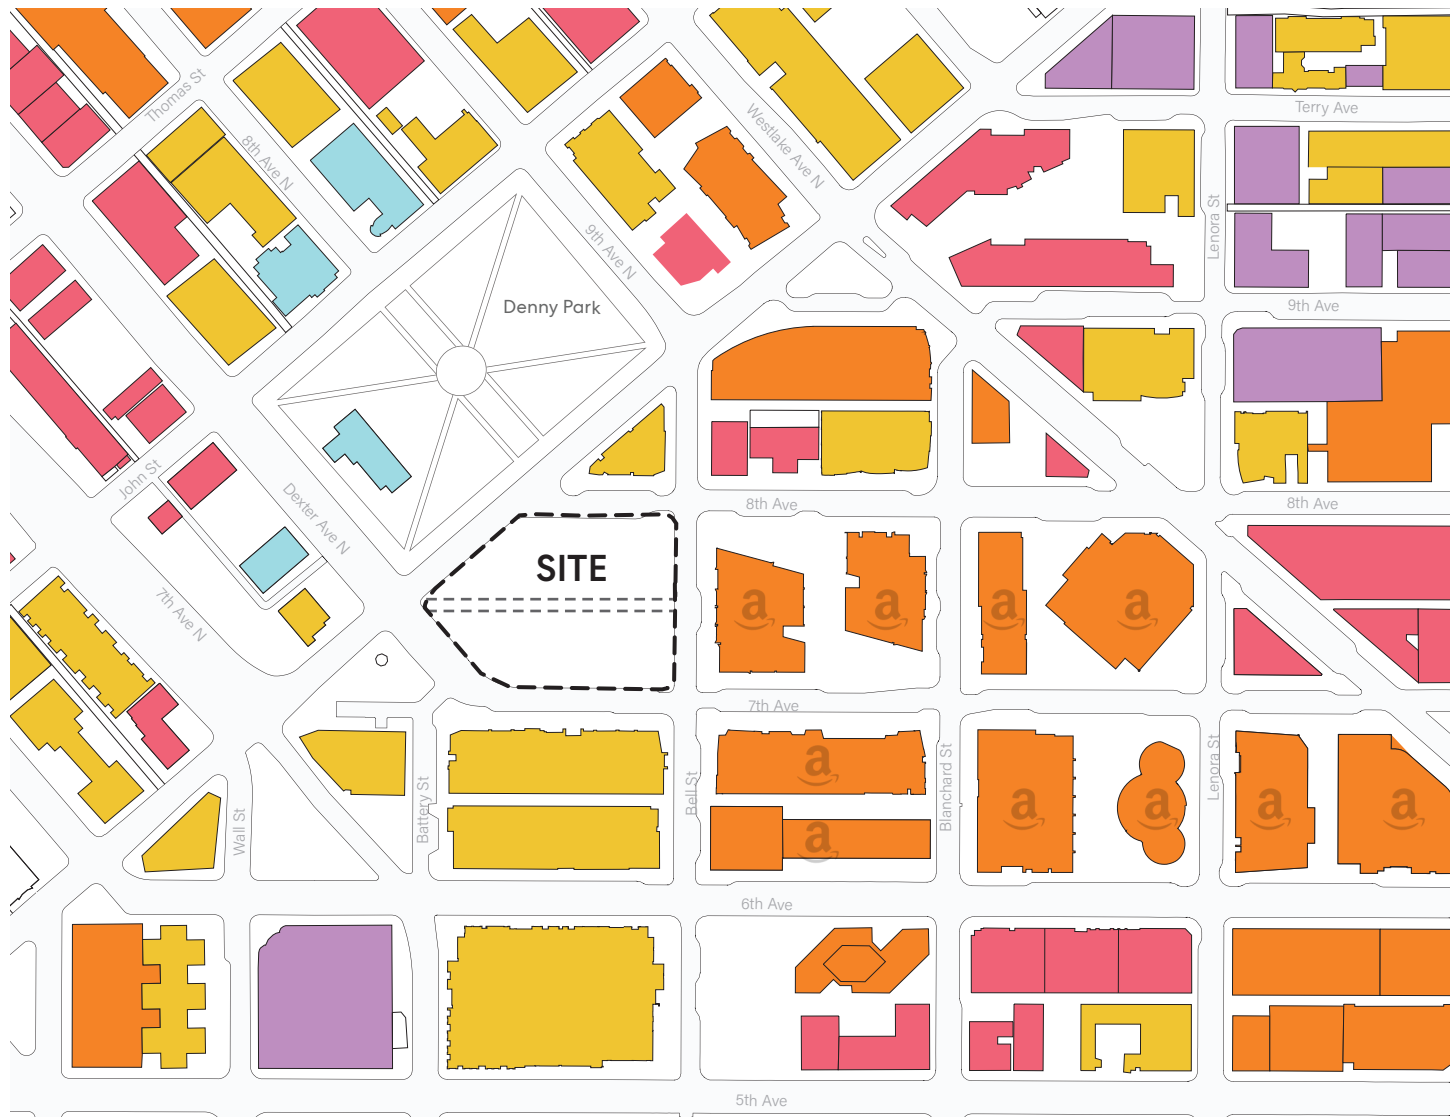 Thomas St
8th Ave N
Westlake Ave N
Terry Ave
9th Ave N
Lenora St
Denny Park
9th Ave
John St
Dexter Ave N
8th Ave
8th Ave
7th Ave N
SITE
a
a
a
a
7th Ave
Battery St
Bell St
Blanchard St
Lenora St
a
a
a
a
a
a
Wall St
6th Ave
5th Ave